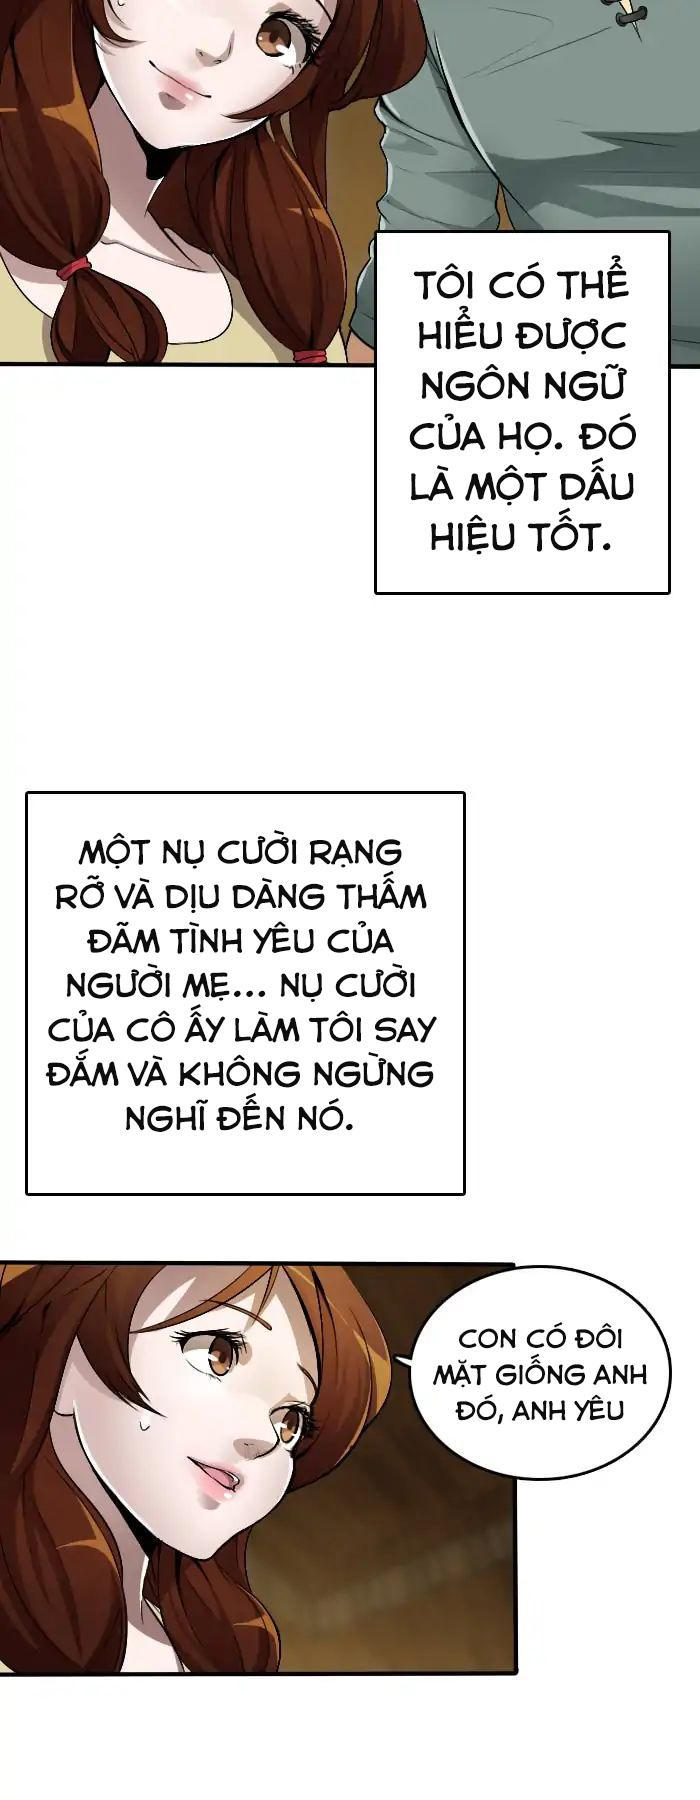 TÔI CÓ THỂ
HIỂU ĐƯỢC
NGÔN NGỮ
CỦA HỌ. ĐÓ
LÀ MỘT DẤU
HIỆU TỐT.
MỘT NỤ CƯỜI RẠNG
RỠ VÀ DỊU DÀNG THẤM
ĐÃM TÌNH YÊU CỦA
NGƯỜI MẸ... NỤ CƯỜI
CỦA CÔ ẤY LÀM TÔI SAY
ĐẮM VÀ KHÔNG NGỪNG
NGHĨ ĐẾN NÓ.
CON CÓ ĐÔI
MẶT GIỐNG ANH
ĐÓ, ANH YÊU